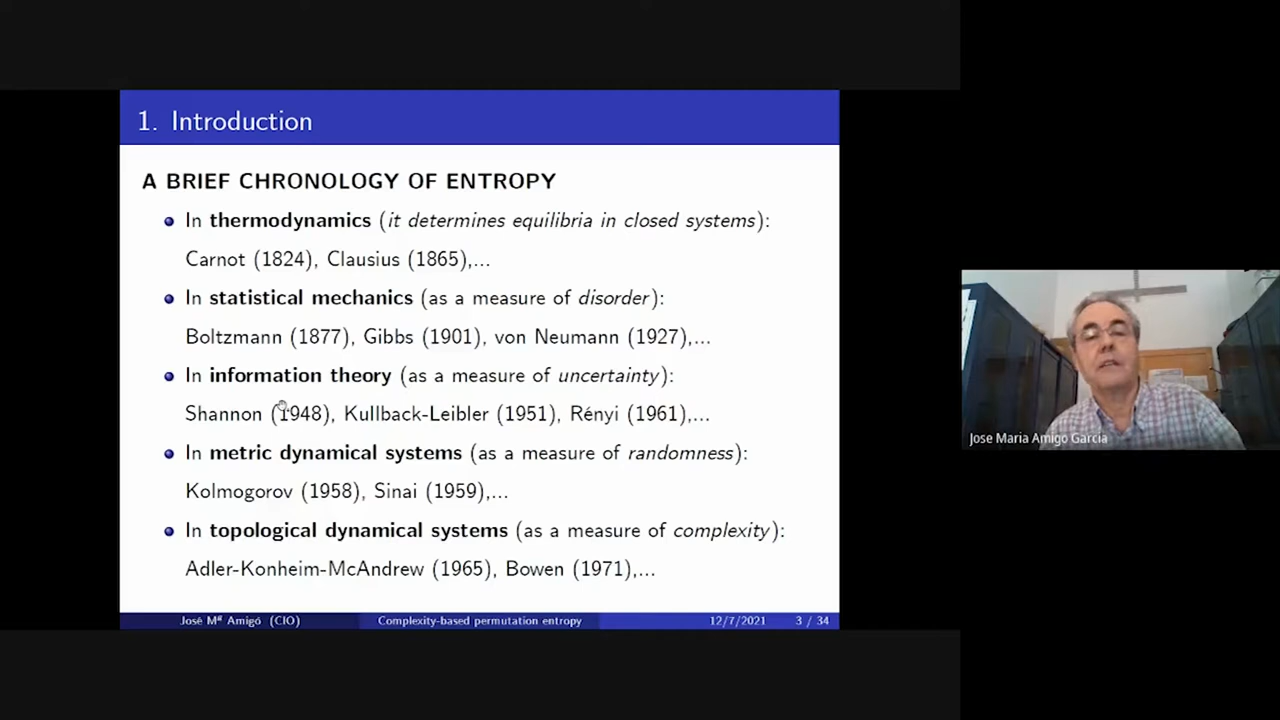 1. Introduction
A BRIEF CHRONOLOGY OF ENTROPY
In thermodynamics (it determines equilibria in closed systems):
Carnot (1824), Clausius (1865),...
In statistical mechanics (as a measure of disorder):
Boltzmann (1877), Gibbs (1901), von Neumann (1927),...
In information theory (as a measure of uncertainty):
Shannon (1948), Kullback-Leibler (1951), Rényi (1961),...
In metric dynamical systems (as a measure of randomness):
Kolmogorov (1958), Sinai (1959),...
In topological dynamical systems (as a measure of complexity):
Adler-Konheim-McAndrew (1965), Bowen (1971),...
José Mª Amigó (CIO) Complexity-based permutation entropy 12/7/2021 3 / 34
Jose Maria Amigo Garcia